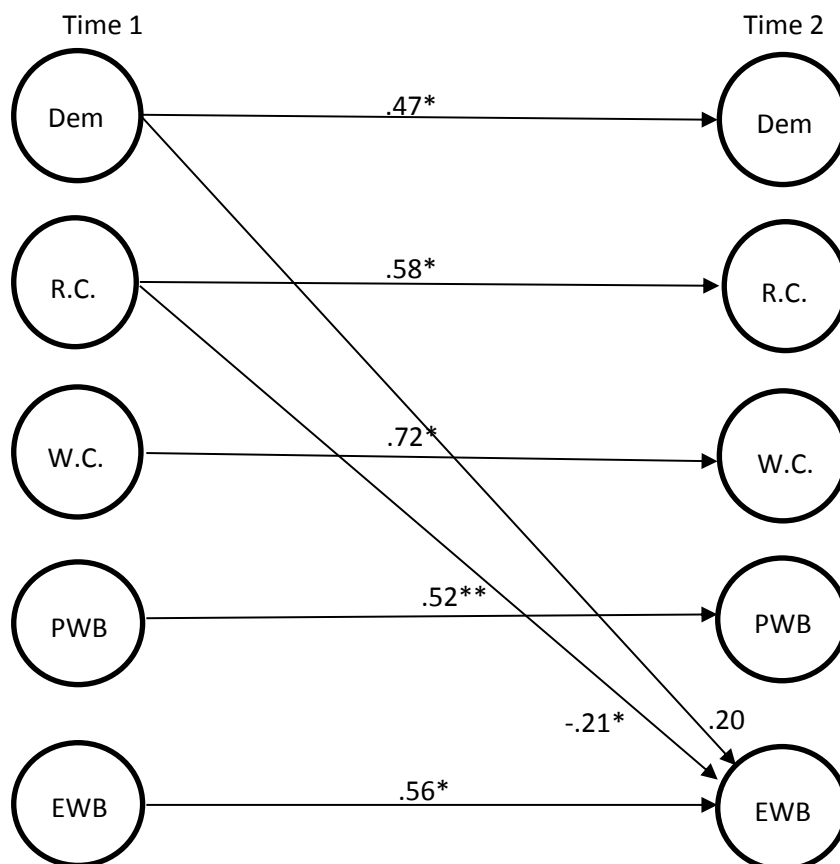 Time 1 Time 2
Dem .47* Dem
R.C. .58* R.C.
W.C. .72* W.C.
PWB .52** PWB
-.21* .20
EWB .56* EWB